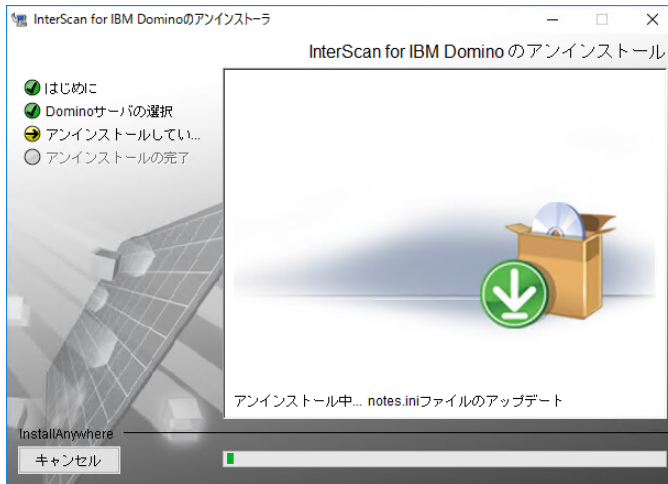 InterScan for IBM Dominoのアンインストーラ
InterScan for IBM Domino のアンインストール
はじめに
Dominoサーバの選択
アンインストールしてい...
アンインストールの完了
アンインストール中... notes.iniファイルのアップデート
InstallAnywhere
キャンセル